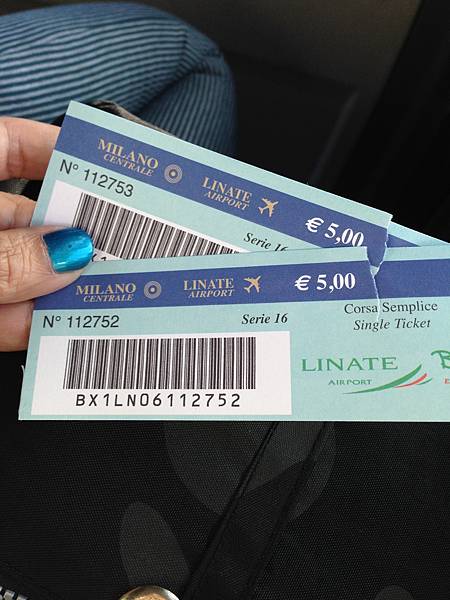 MILANO CENTRALE LINATE AIRPORT € 5,00
N° 112753
Serie 16
MILANO CENTRALE LINATE AIRPORT € 5,00
N° 112752 Serie 16
Corsa Semplice
Single Ticket
BX1LN06112752
LINATE
AIRPORT